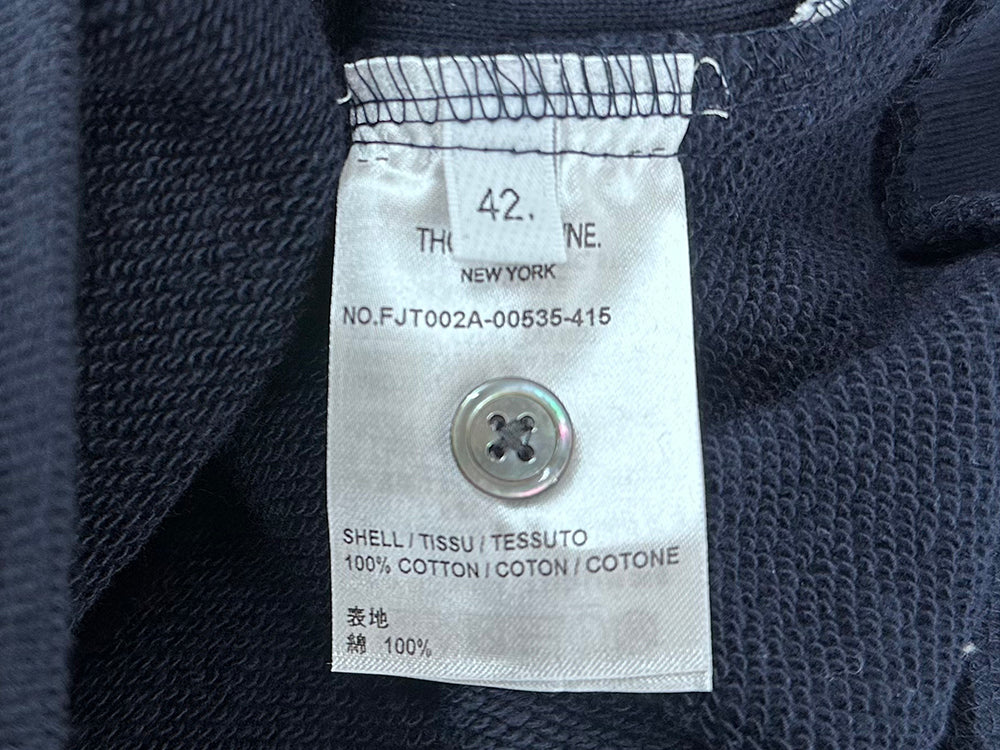 42.
NEW YORK
NO.FJT002A-00535-415
SHELL / TISSU / TESSUTO
100% COTTON / COTON / COTONE
表地
綿 100%